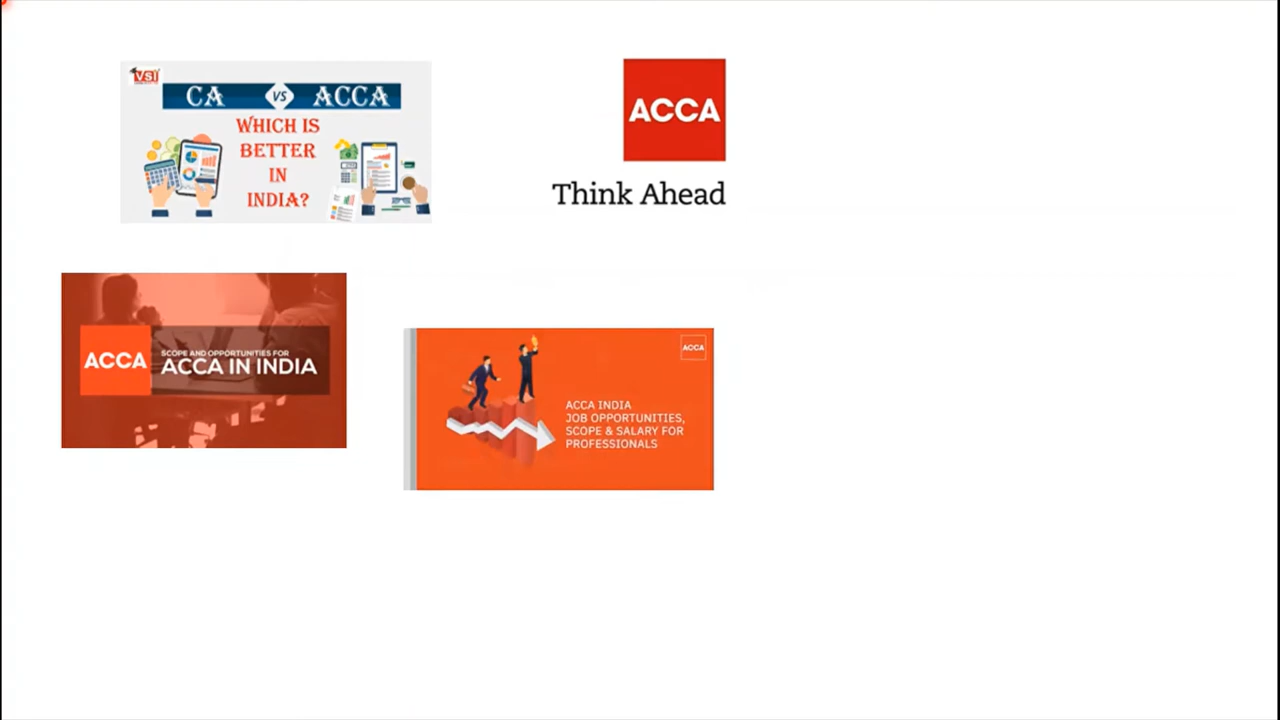 VSI
CA VS ACCA
WHICH IS
BETTER
IN
INDIA?
ACCA
Think Ahead
ACCA
SCOPE AND OPPORTUNITIES FOR
ACCA IN INDIA
ACCA
ACCA INDIA
JOB OPPORTUNITIES,
SCOPE & SALARY FOR
PROFESSIONALS